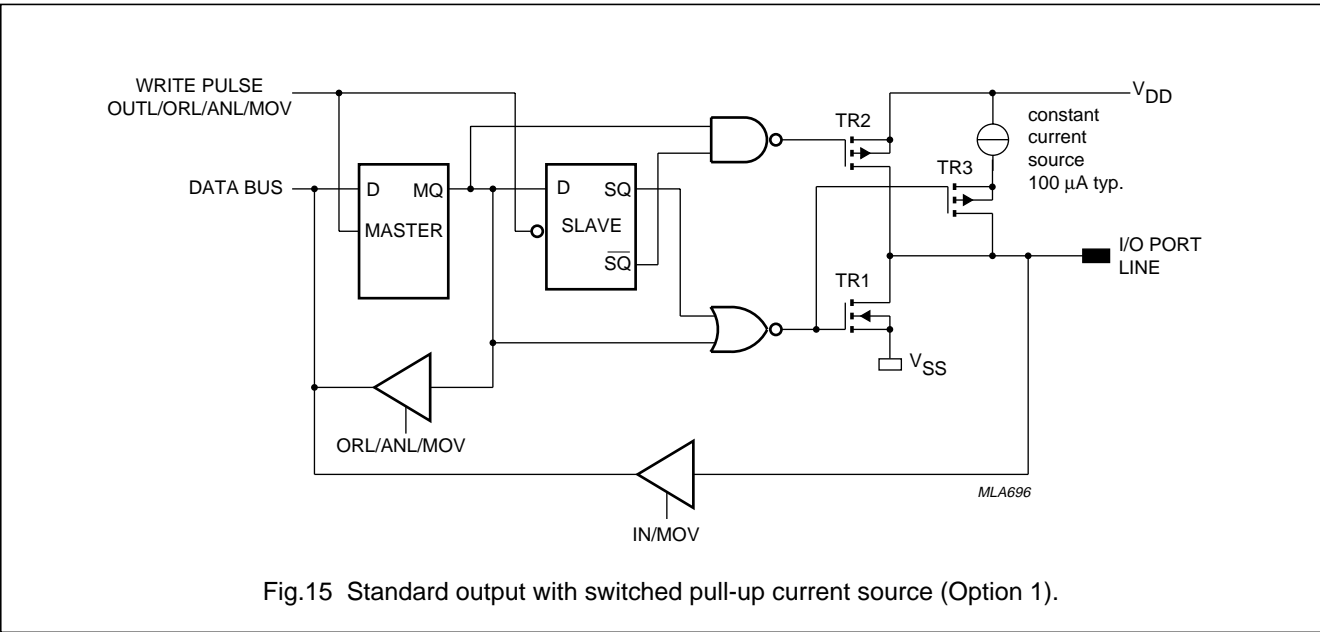 WRITE PULSE
OUTL/ORL/ANL/MOV
DATA BUS
D MQ
MASTER
D SQ
SLAVE
SQ
TR2
VDD
constant
current
source
100 µA typ.
TR3
I/O PORT
LINE
TR1
VSS
ORL/ANL/MOV
IN/MOV
MLA696
Fig.15 Standard output with switched pull-up current source (Option 1).